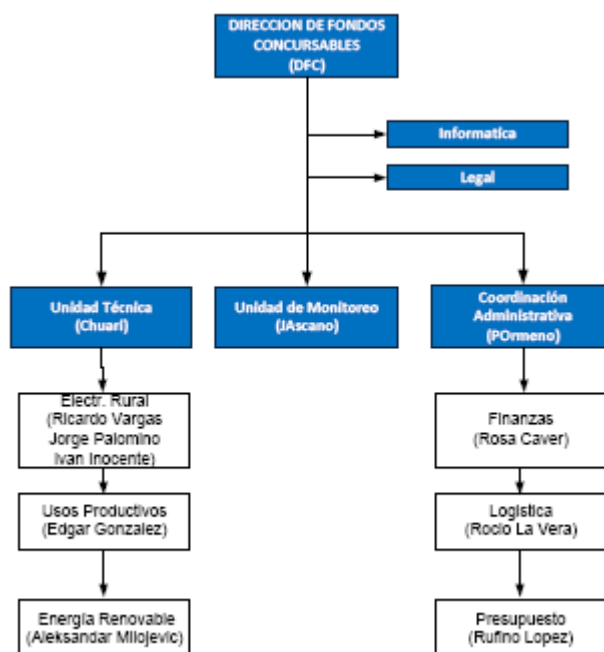 DIRECCION DE FONDOS
CONCURSABLES
(DFC)
Informatica
Legal
Unidad Técnica
(Chuari)
Unidad de Monitoreo
(JAscano)
Coordinación
Administrativa
(POrmeno)
Electr. Rural
(Ricardo Vargas
Jorge Palomino
Ivan Inocente)
Finanzas
(Rosa Caver)
Usos Productivos
(Edgar Gonzalez)
Logistica
(Rocio La Vera)
Energía Renovable
(Aleksandar Milojevic)
Presupuesto
(Rufino Lopez)